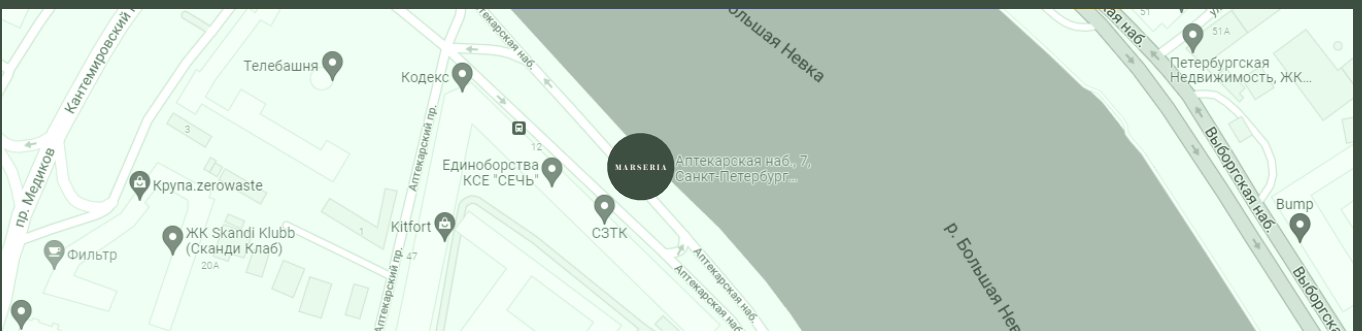 Большая Невка
51
51А
Петербургская
Недвижимость, ЖК...
Кантемировский
Телебашня
Кодекс
Аптекарская наб.
Аптекарский пр.
3
12
Единоборства
КСЕ "СЕЧЬ"
MARSERIA
Аптекарская наб., 7,
Санкт-Петербург...
Выборгская наб.
пр. Медиков
Крупа.zerowaste
Kitfort
СЗТК
Bump
ЖК Skandi Klubb
(Сканди Клаб)
20А
1
47
Фильтр
Аптекарский пр.
Аптекарская наб.
Аптекарская наб.
р. Большая Нев
Выборгска